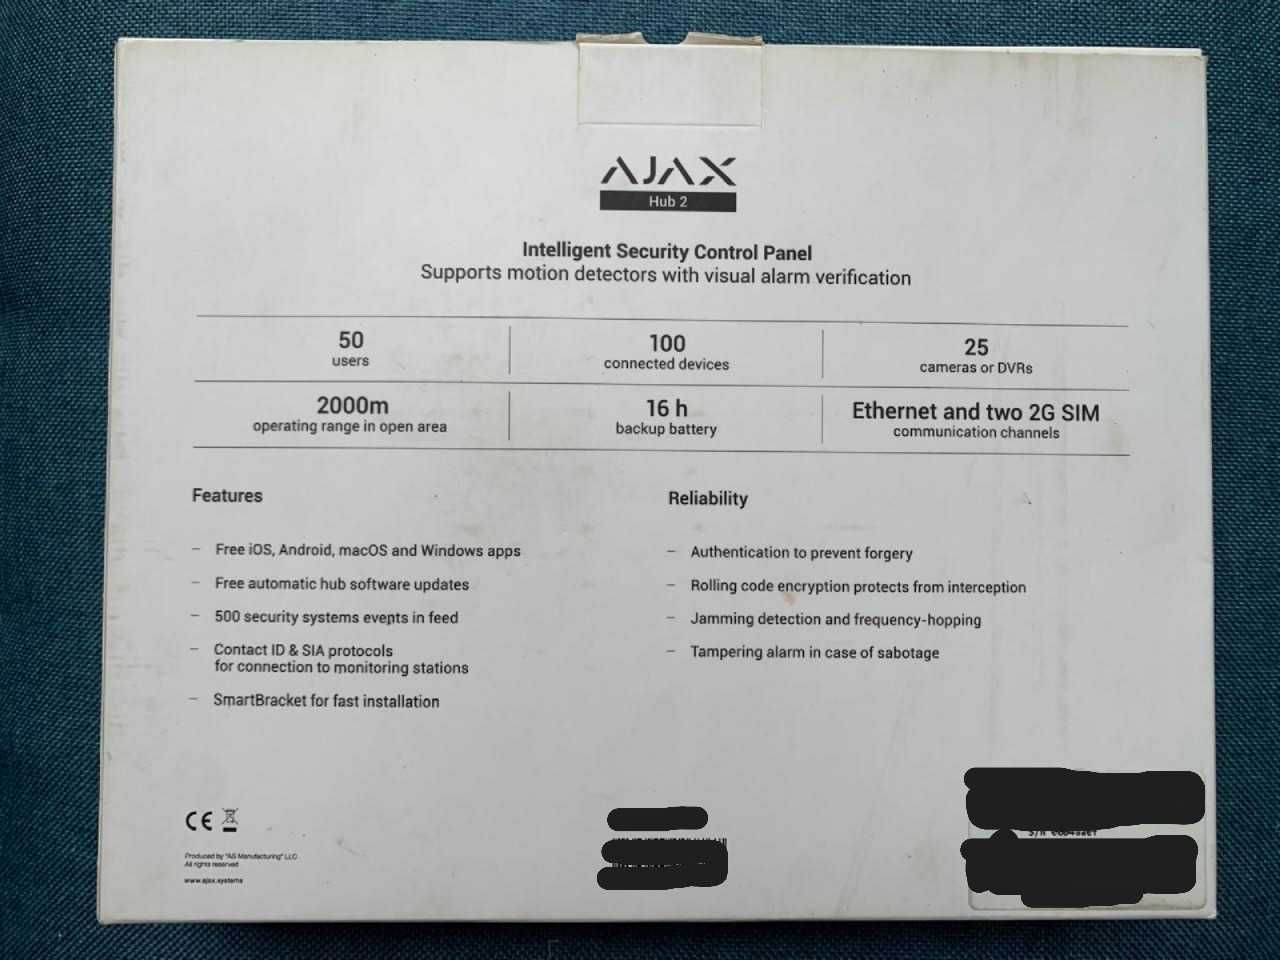 AJAX
Hub 2
Intelligent Security Control Panel
Supports motion detectors with visual alarm verification
50
users
100
connected devices
25
cameras or DVRs
2000m
operating range in open area
16 h
backup battery
Ethernet and two 2G SIM
communication channels
Features
– Free iOS, Android, macOS and Windows apps
– Free automatic hub software updates
– 500 security systems events in feed
– Contact ID & SIA protocols
for connection to monitoring stations
– SmartBracket for fast installation
Reliability
– Authentication to prevent forgery
– Rolling code encryption protects from interception
– Jamming detection and frequency-hopping
– Tampering alarm in case of sabotage
CE
Produced by "AS Manufacturing" LLC
All rights reserved
www.ajax.systems
S/N